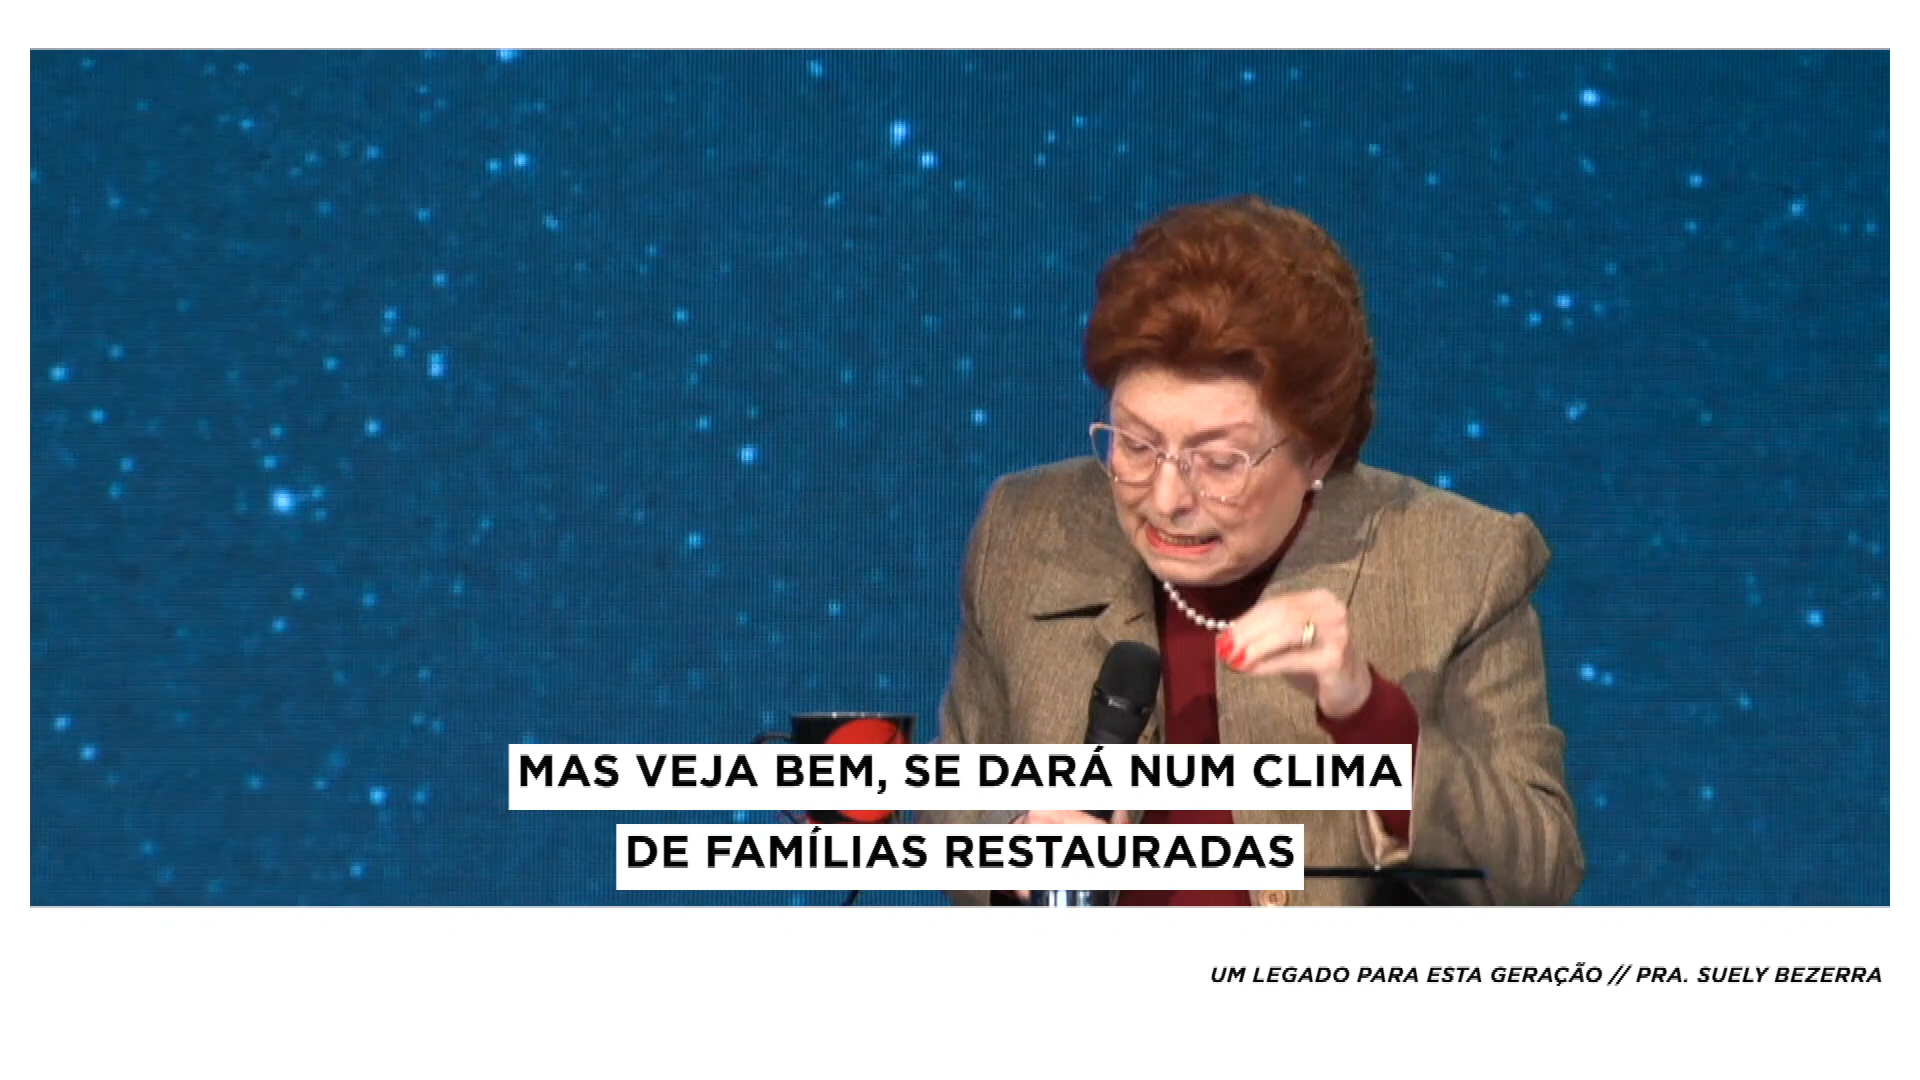 MAS VEJA BEM, SE DARÁ NUM CLIMA
DE FAMÍLIAS RESTAURADAS
UM LEGADO PARA ESTA GERAÇÃO // PRA. SUELY BEZERRA